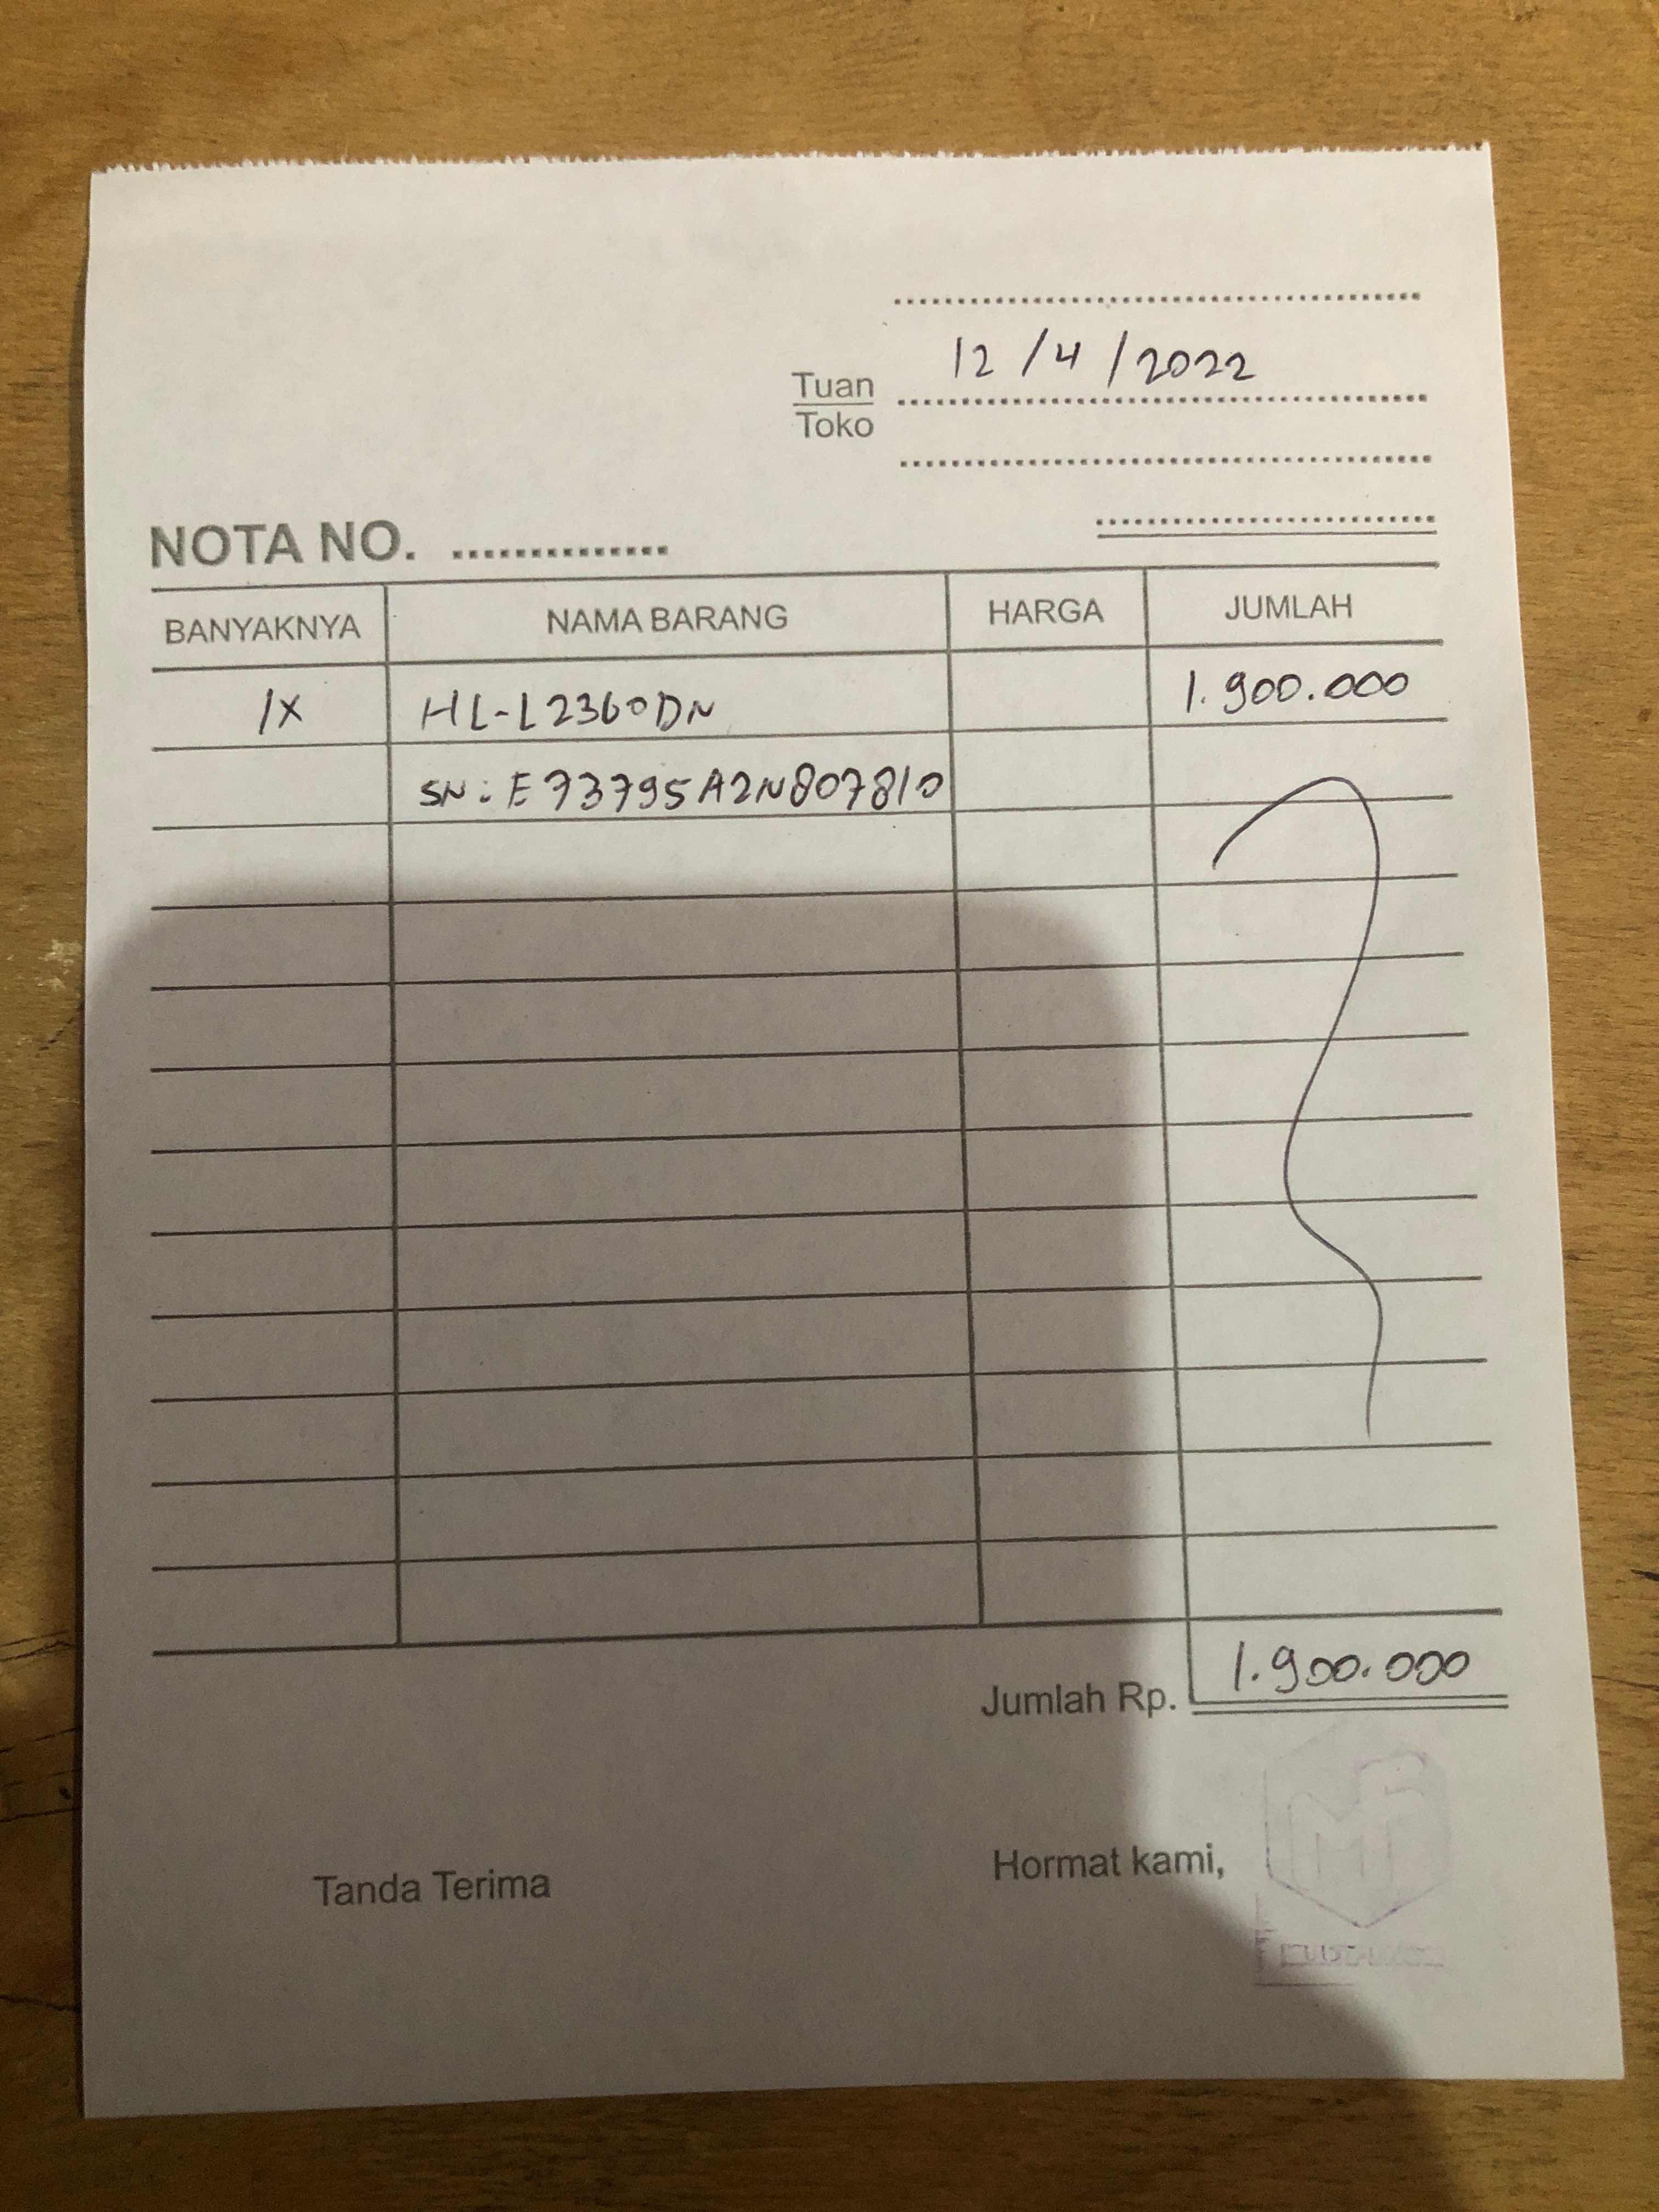 12/4/2022
Tuan
Toko
NOTA NO. ..............
BANYAKNYA NAMA BARANG HARGA JUMLAH
1x HL-L2360DN 1.900.000
SN: E73795A2N807810
Jumlah Rp. 1.900.000
Tanda Terima Hormat kami,